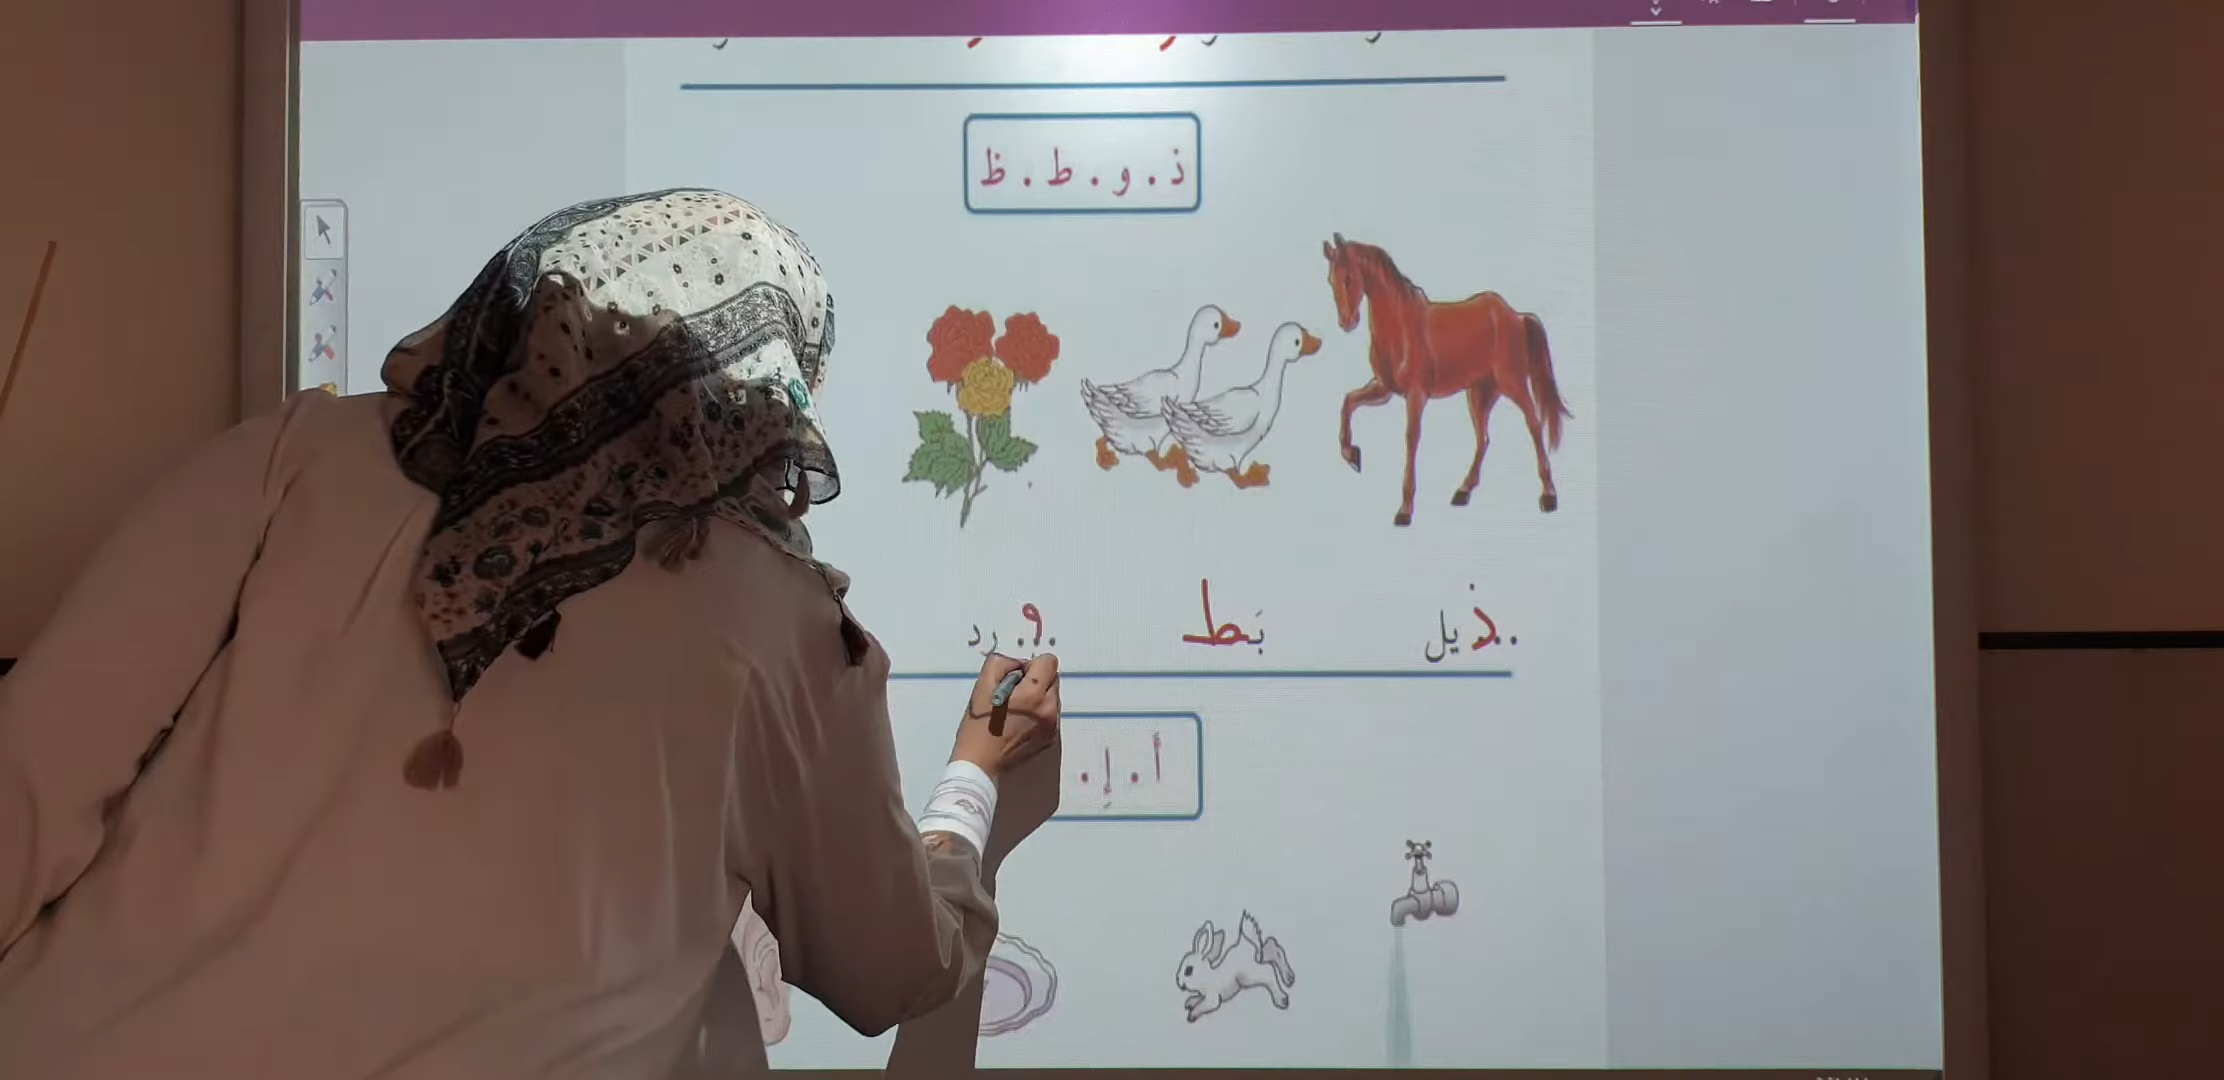 ذ . و . ط . ظ
ذيل بَط ورد
أ . إ .